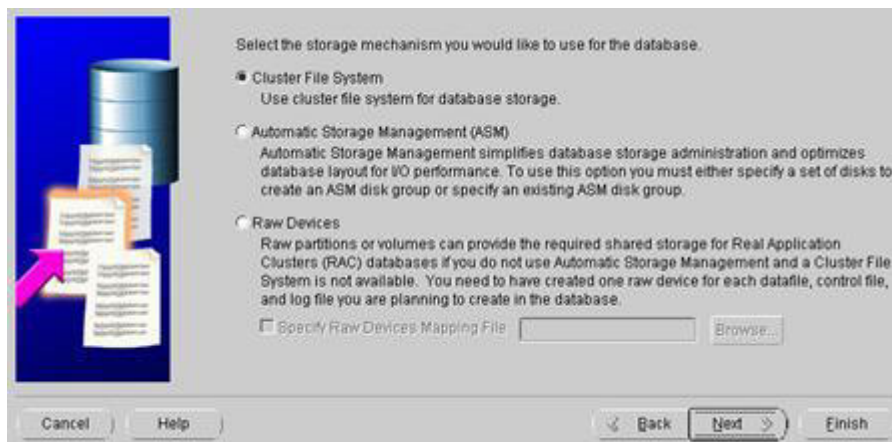 Select the storage mechanism you would like to use for the database.
Cluster File System
Use cluster file system for database storage.
Automatic Storage Management (ASM)
Automatic Storage Management simplifies database storage administration and optimizes
database layout for I/O performance. To use this option you must either specify a set of disks to
create an ASM disk group or specify an existing ASM disk group.
Raw Devices
Raw partitions or volumes can provide the required shared storage for Real Application
Clusters (RAC) databases if you do not use Automatic Storage Management and a Cluster File
System is not available. You need to have created one raw device for each datafile, control file,
and log file you are planning to create in the database.
Specify Raw Devices Mapping File
Browse...
Cancel
Help
Back
Next
Finish